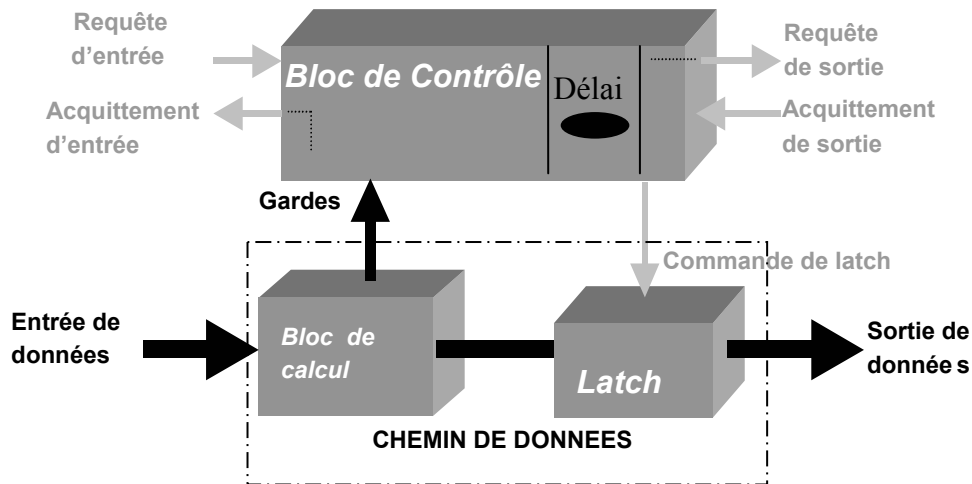 Requête
d'entrée
Requête
de sortie
Bloc de Contrôle
Délai
Acquittement
d'entrée
Acquittement
de sortie
Gardes
Commande de latch
Entrée de
données
Bloc de
calcul
Latch
Sortie de
donnée s
CHEMIN DE DONNEES